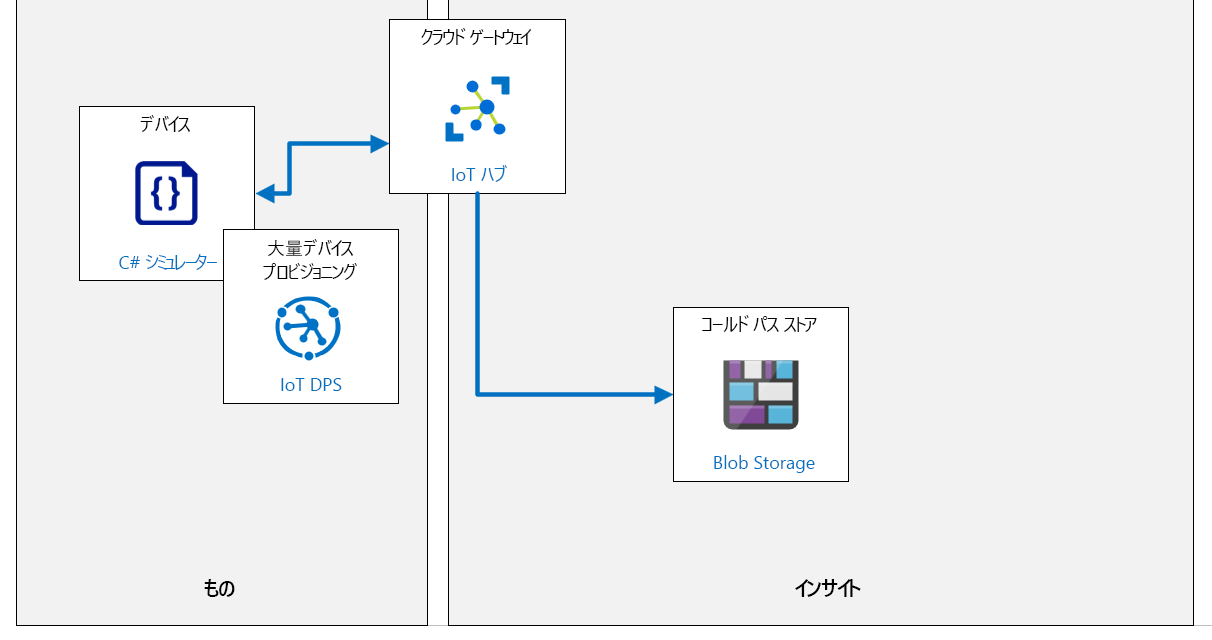 クラウド ゲートウェイ
IoT ハブ
デバイス
{}
C# シミュレーター
大量デバイス
プロビジョニング
IoT DPS
コールド パス ストア
Blob Storage
もの
インサイト